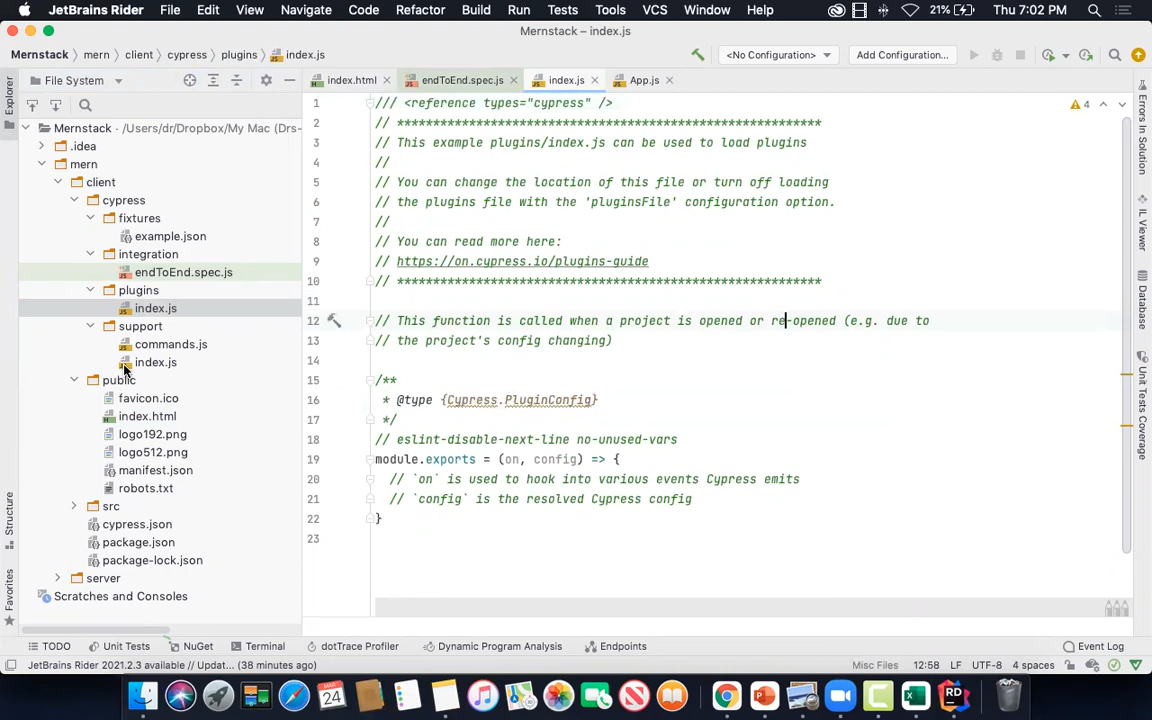 JetBrains Rider File Edit View Navigate Code Refactor Build Run Tests Tools VCS Window Help 21% Thu 7:02 PM
Mernstack – index.js
Mernstack mern client cypress plugins index.js <No Configuration> Add Configuration...
File System
index.html endToEnd.spec.js index.js App.js
Explorer
Structure
Favorites
Mernstack · /Users/dr/Dropbox/My Mac (Drs-
.idea
mern
client
cypress
fixtures
example.json
integration
endToEnd.spec.js
plugins
index.js
support
commands.js
index.js
public
favicon.ico
index.html
logo192.png
logo512.png
manifest.json
robots.txt
src
cypress.json
package.json
package-lock.json
server
Scratches and Consoles
1 /// <reference types="cypress" />
2 // ***********************************************************
3 // This example plugins/index.js can be used to load plugins
4 //
5 // You can change the location of this file or turn off loading
6 // the plugins file with the 'pluginsFile' configuration option.
7 //
8 // You can read more here:
9 // https://on.cypress.io/plugins-guide
10 // ***********************************************************
11
12 // This function is called when a project is opened or re-opened (e.g. due to
13 // the project's config changing)
14
15 /**
16 * @type {Cypress.PluginConfig}
17 */
18 // eslint-disable-next-line no-unused-vars
19 module.exports = (on, config) => {
20 // `on` is used to hook into various events Cypress emits
21 // `config` is the resolved Cypress config
22 }
23
4
Errors In Solution
IL Viewer
Database
Unit Tests Coverage
TODO Unit Tests NuGet Terminal dotTrace Profiler Dynamic Program Analysis Endpoints Event Log
JetBrains Rider 2021.2.3 available // Updat... (38 minutes ago) Misc Files 12:58 LF UTF-8 4 spaces
MAR
24
RD